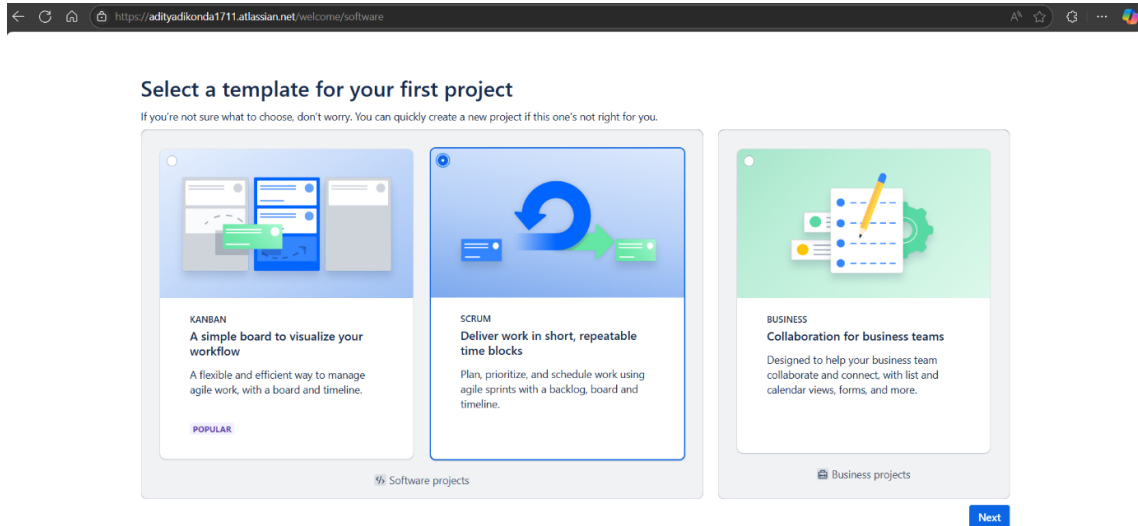 https://adityadikonda1711.atlassian.net/welcome/software
Select a template for your first project
If you're not sure what to choose, don't worry. You can quickly create a new project if this one's not right for you.
KANBAN
A simple board to visualize your
workflow
A flexible and efficient way to manage
agile work, with a board and timeline.
POPULAR
SCRUM
Deliver work in short, repeatable
time blocks
Plan, prioritize, and schedule work using
agile sprints with a backlog, board and
timeline.
Software projects
BUSINESS
Collaboration for business teams
Designed to help your business team
collaborate and connect, with list and
calendar views, forms, and more.
Business projects
Next